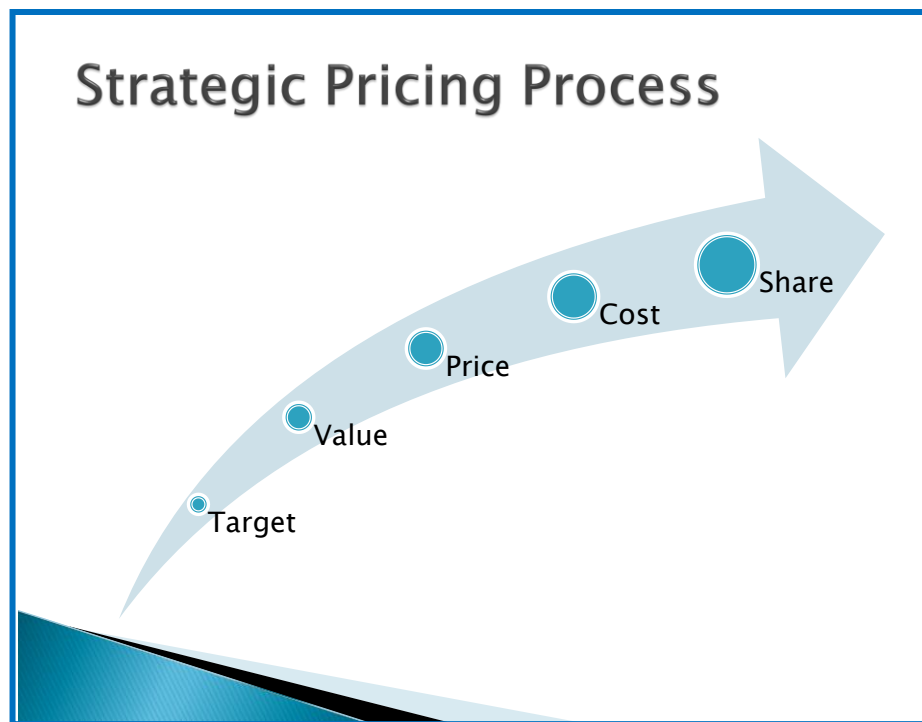 Strategic Pricing Process
Target
Value
Price
Cost
Share